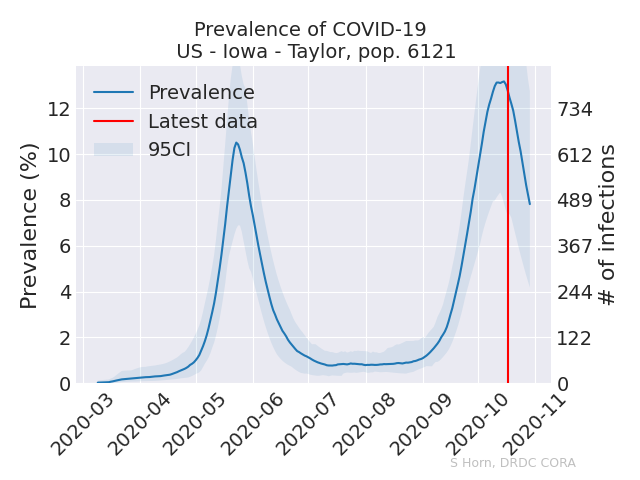 Prevalence of COVID-19
US - Iowa - Taylor, pop. 6121
Prevalence
Latest data
95CI
Prevalence (%)
12
10
8
6
4
2
0
734
612
489
367
244
122
0
# of infections
2020-03
2020-04
2020-05
2020-06
2020-07
2020-08
2020-09
2020-10
2020-11
S Horn, DRDC CORA